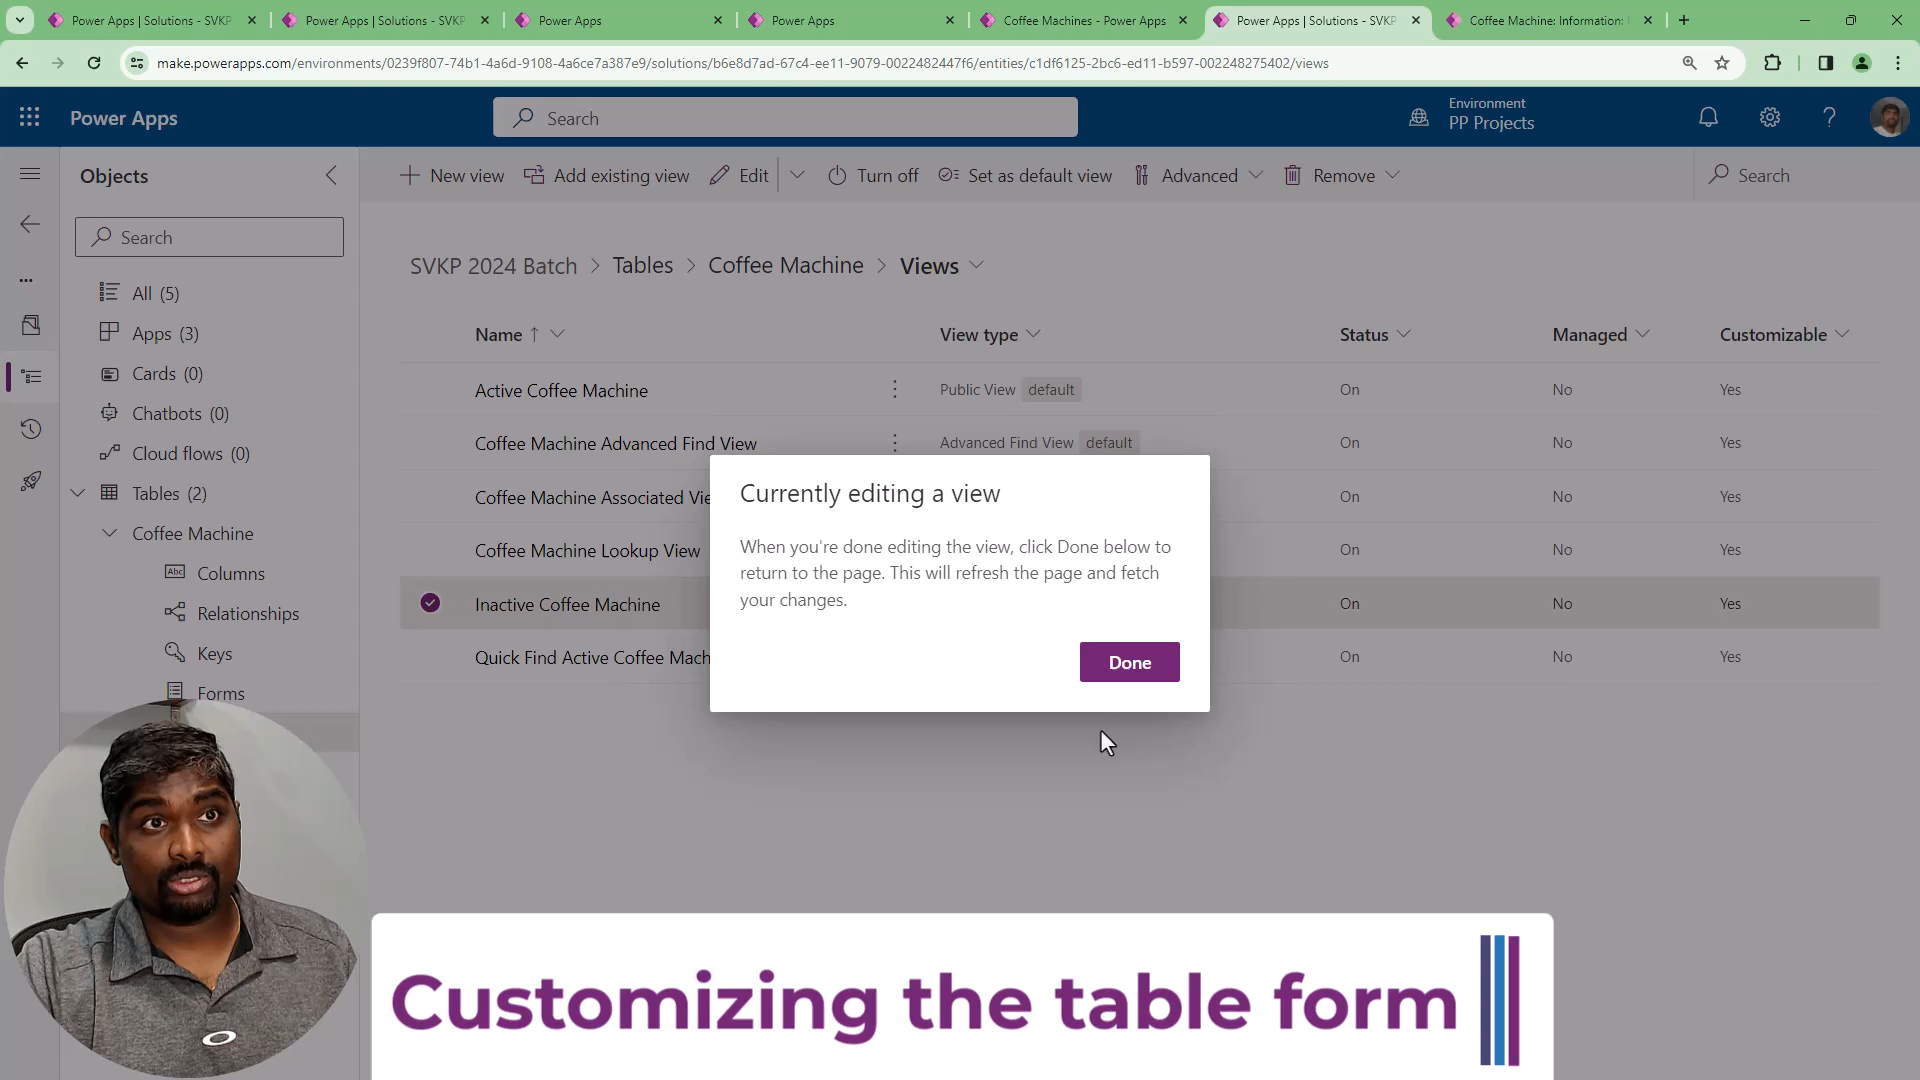 Power Apps | Solutions - SVKP
Power Apps | Solutions - SVKP
Power Apps
Power Apps
Coffee Machines - Power Apps
Power Apps | Solutions - SVKP
Coffee Machine: Information:
make.powerapps.com/environments/0239f807-74b1-4a6d-9108-4a6ce7a387e9/solutions/b6e8d7ad-67c4-ee11-9079-0022482447f6/entities/c1df6125-2bc6-ed11-b597-002248275402/views
Power Apps
Search
Environment
PP Projects
Objects
New view
Add existing view
Edit
Turn off
Set as default view
Advanced
Remove
Search
Search
SVKP 2024 Batch > Tables > Coffee Machine > Views
All (5)
Apps (3)
Cards (0)
Chatbots (0)
Cloud flows (0)
Tables (2)
Coffee Machine
Abc Columns
Relationships
Keys
Forms
Name ↑ View type Status Managed Customizable
Active Coffee Machine Public View default On No Yes
Coffee Machine Advanced Find View Advanced Find View default On No Yes
Coffee Machine Associated Vie On No Yes
Coffee Machine Lookup View On No Yes
Inactive Coffee Machine On No Yes
Quick Find Active Coffee Mach On No Yes
Currently editing a view
When you're done editing the view, click Done below to
return to the page. This will refresh the page and fetch
your changes.
Done
Customizing the table form